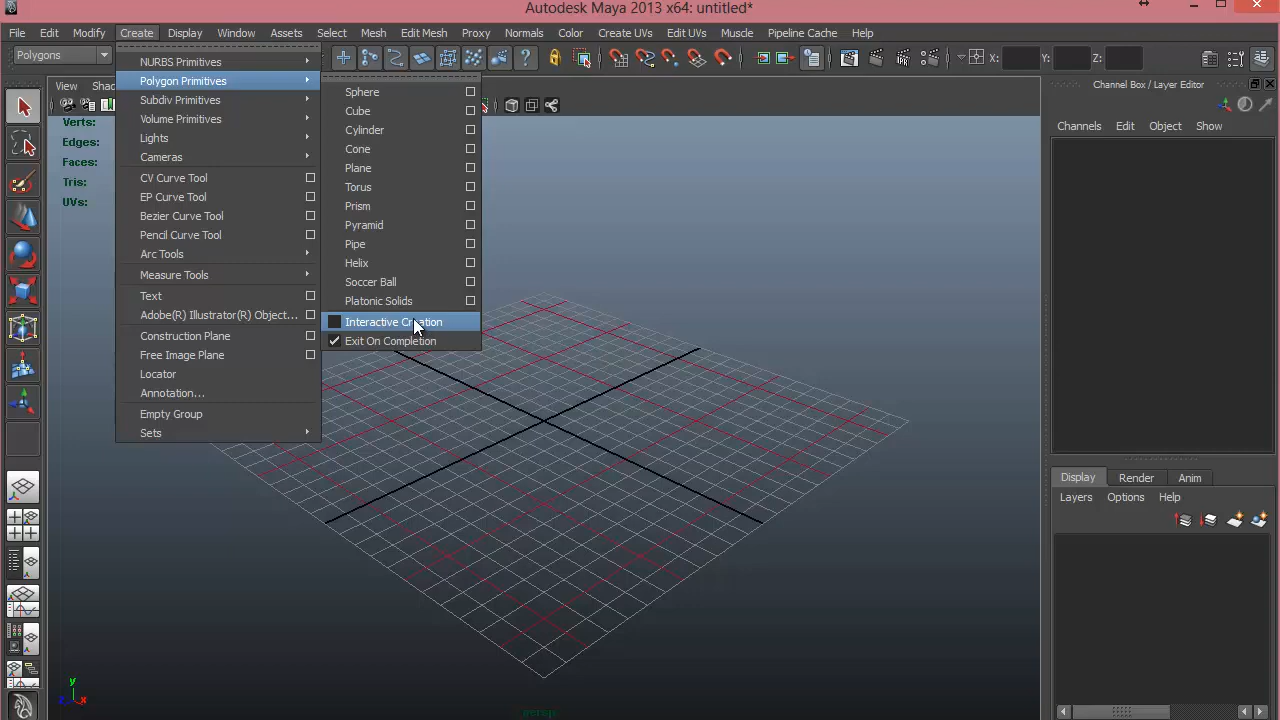 Autodesk Maya 2013 x64: untitled*
File Edit Modify Create Display Window Assets Select Mesh Edit Mesh Proxy Normals Color Create UVs Edit UVs Muscle Pipeline Cache Help
Polygons
X: Y: Z:
View Shad
Verts:
Edges:
Faces:
Tris:
UVs:
NURBS Primitives
Polygon Primitives
Subdiv Primitives
Volume Primitives
Lights
Cameras
CV Curve Tool
EP Curve Tool
Bezier Curve Tool
Pencil Curve Tool
Arc Tools
Measure Tools
Text
Adobe(R) Illustrator(R) Object...
Construction Plane
Free Image Plane
Locator
Annotation...
Empty Group
Sets
Sphere
Cube
Cylinder
Cone
Plane
Torus
Prism
Pyramid
Pipe
Helix
Soccer Ball
Platonic Solids
Interactive Creation
Exit On Completion
Channel Box / Layer Editor
Channels Edit Object Show
Display Render Anim
Layers Options Help
y
z x
persp